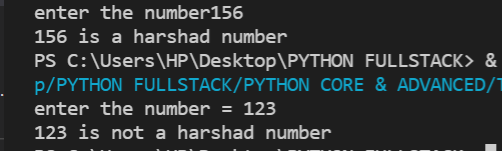 enter the number156
156 is a harshad number
PS C:\Users\HP\Desktop\PYTHON FULLSTACK> &
p/PYTHON FULLSTACK/PYTHON CORE & ADVANCED/
enter the number = 123
123 is not a harshad number